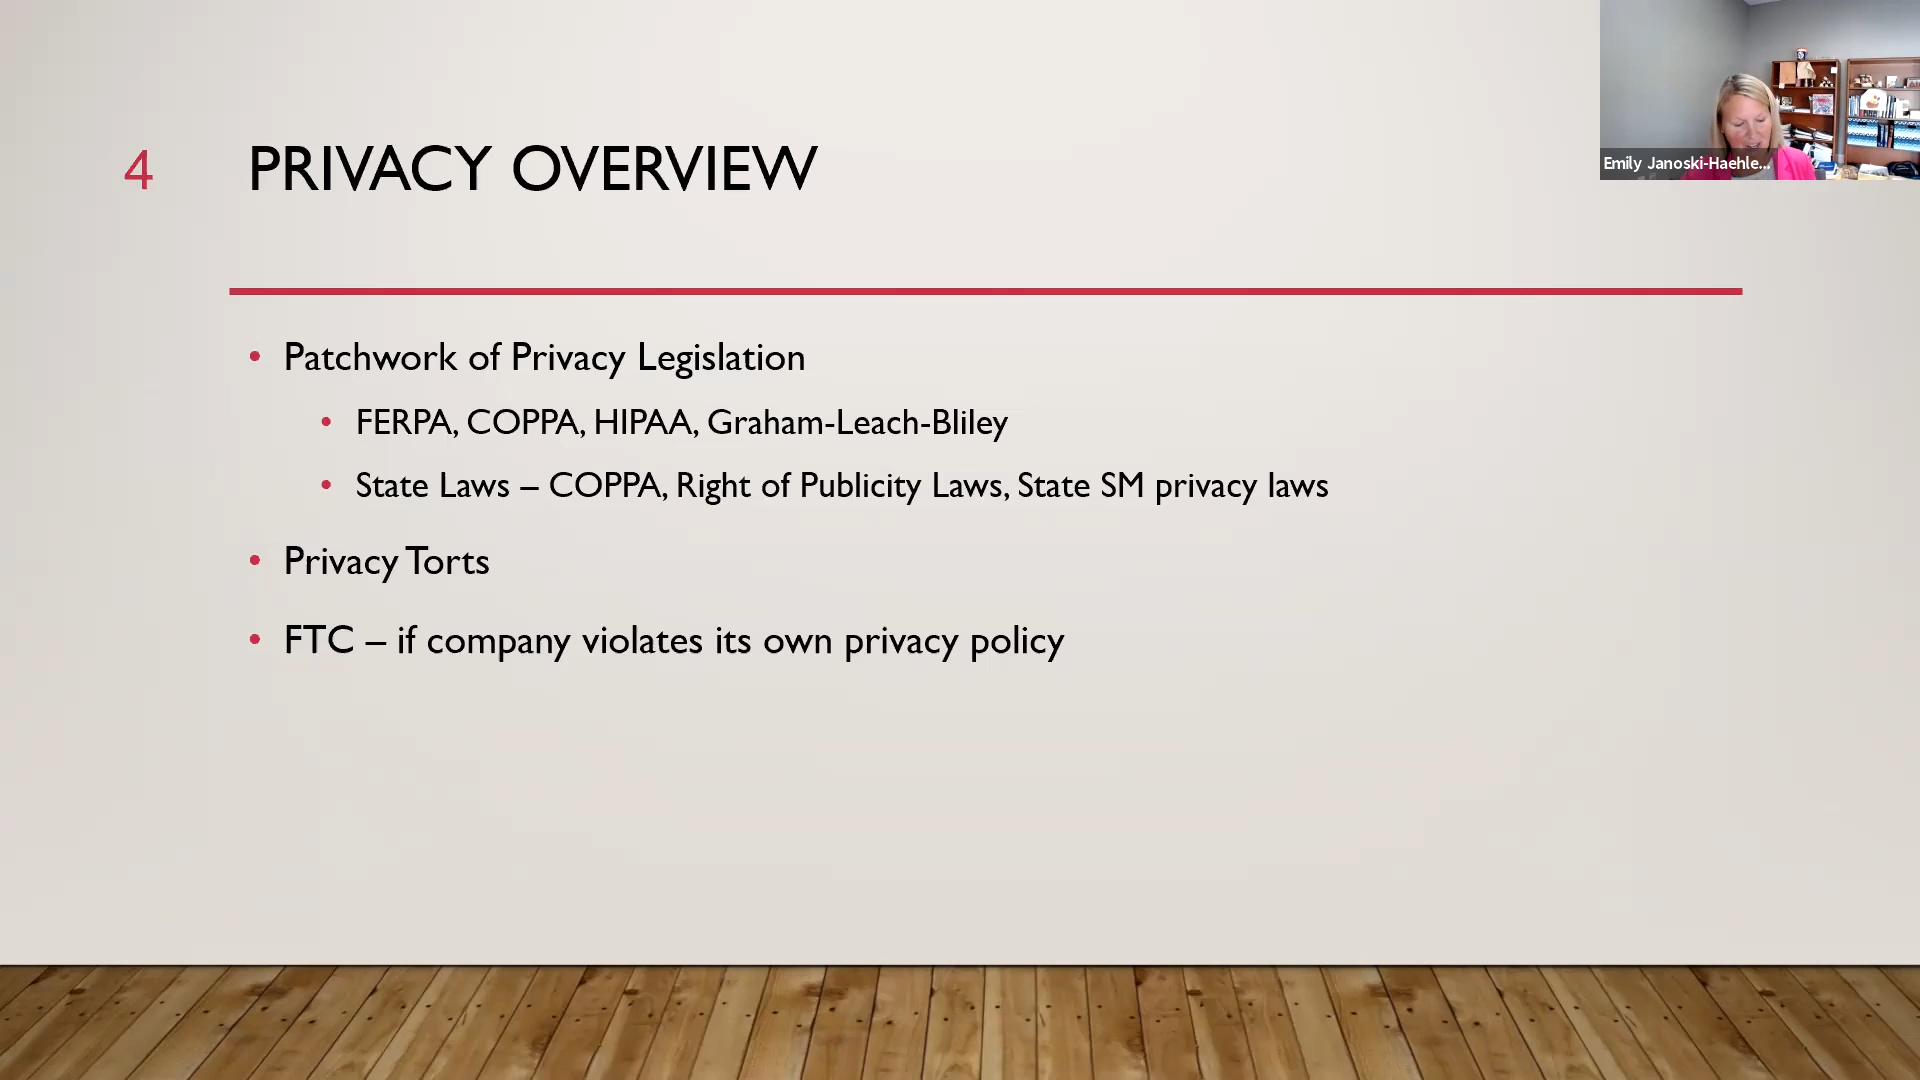 4
PRIVACY OVERVIEW
Emily Janoski-Haehle...
• Patchwork of Privacy Legislation
• FERPA, COPPA, HIPAA, Graham-Leach-Bliley
• State Laws – COPPA, Right of Publicity Laws, State SM privacy laws
• Privacy Torts
• FTC – if company violates its own privacy policy